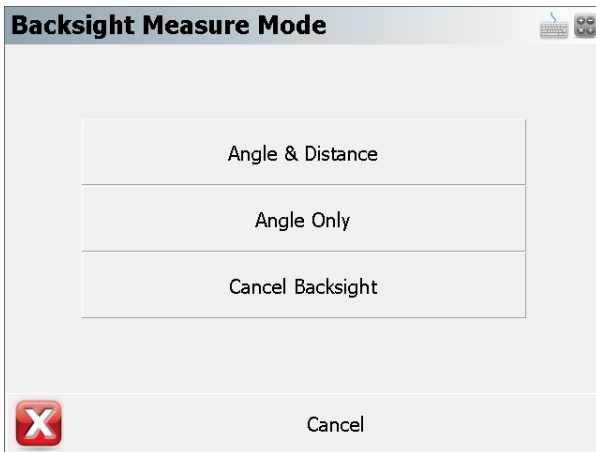 Backsight Measure Mode
Angle & Distance
Angle Only
Cancel Backsight
Cancel